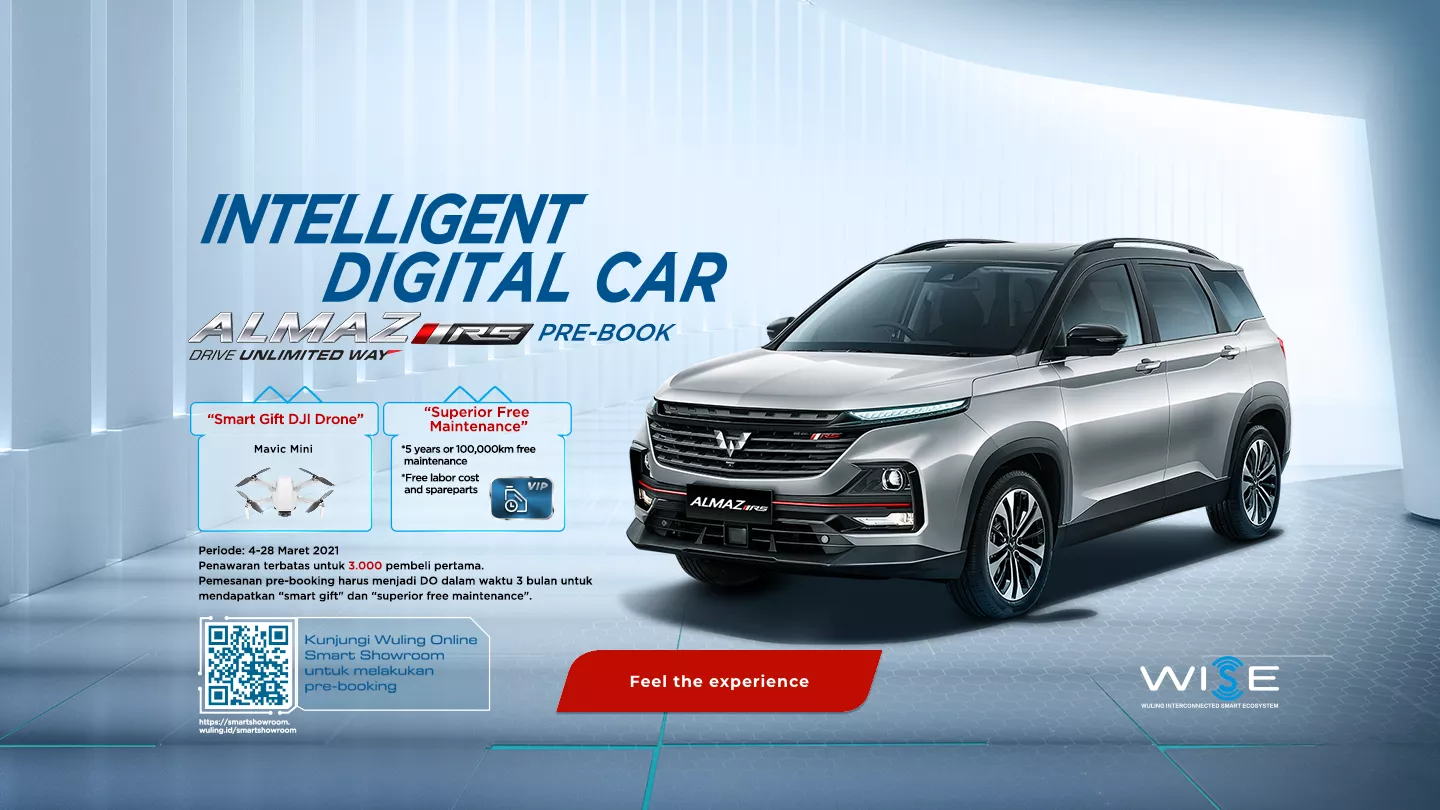 INTELLIGENT
DIGITAL CAR
ALMAZ RS PRE-BOOK
DRIVE UNLIMITED WAY
“Smart Gift DJI Drone”
Mavic Mini
“Superior Free
Maintenance”
*5 years or 100,000km free
maintenance
*Free labor cost
and spareparts
VIP
Periode: 4-28 Maret 2021
Penawaran terbatas untuk 3.000 pembeli pertama.
Pemesanan pre-booking harus menjadi DO dalam waktu 3 bulan untuk
mendapatkan “smart gift" dan “superior free maintenance”.
Kunjungi Wuling Online
Smart Showroom
untuk melakukan
pre-booking
https://smartshowroom.
wuling.id/smartshowroom
RS
ALMAZ RS
Feel the experience
WISE
WULING INTERCONNECTED SMART ECOSYSTEM